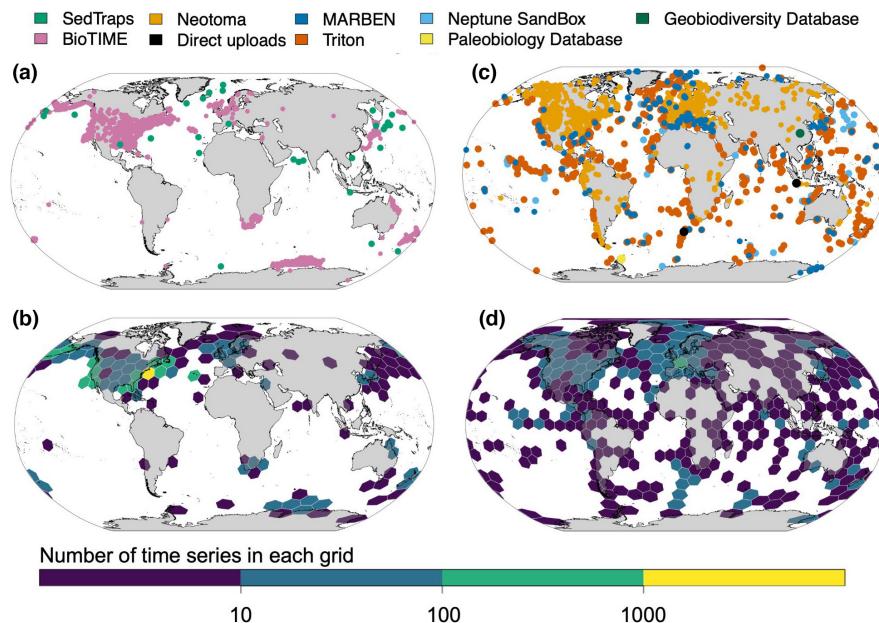 SedTraps Neotoma MARBEN Neptune SandBox Geobiodiversity Database
BioTIME Direct uploads Triton Paleobiology Database
(a) (c)
(b) (d)
Number of time series in each grid
10 100 1000